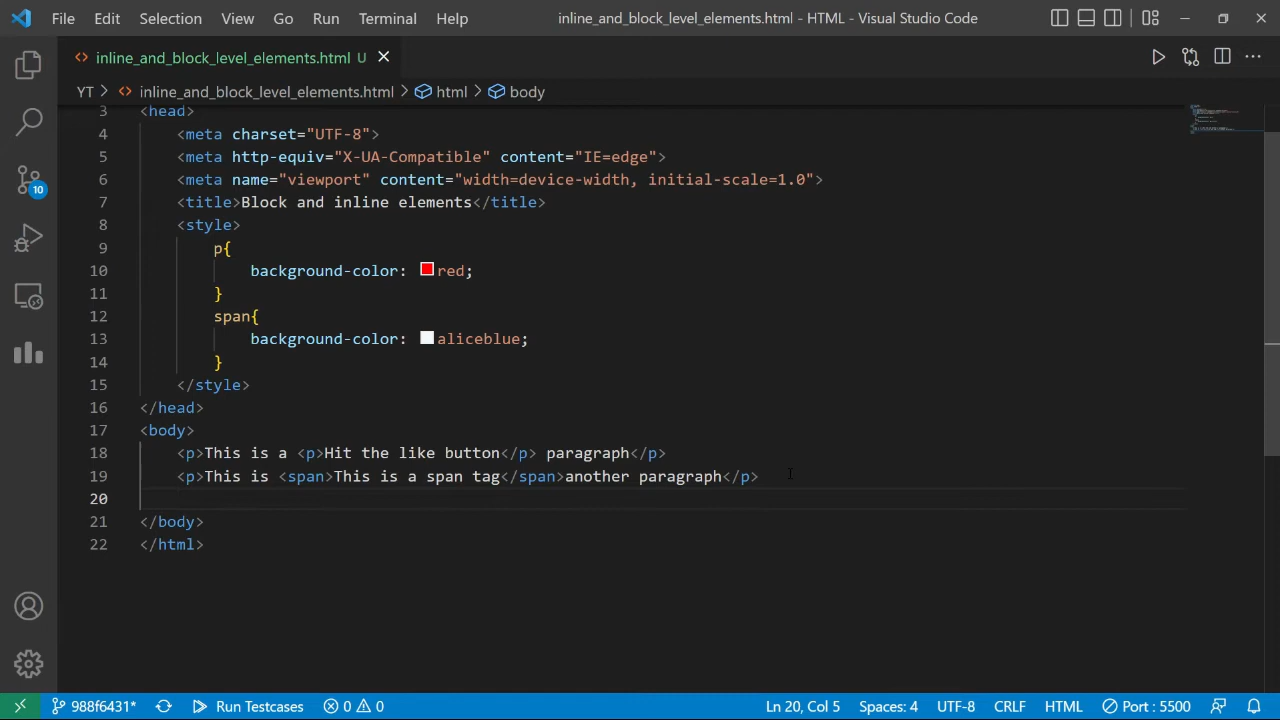 File Edit Selection View Go Run Terminal Help inline_and_block_level_elements.html - HTML - Visual Studio Code
inline_and_block_level_elements.html U
YT > inline_and_block_level_elements.html > html > body
3 <head>
4 <meta charset="UTF-8">
5 <meta http-equiv="X-UA-Compatible" content="IE=edge">
6 <meta name="viewport" content="width=device-width, initial-scale=1.0">
7 <title>Block and inline elements</title>
8 <style>
9 p{
10 background-color: red;
11 }
12 span{
13 background-color: aliceblue;
14 }
15 </style>
16 </head>
17 <body>
18 <p>This is a <p>Hit the like button</p> paragraph</p>
19 <p>This is <span>This is a span tag</span>another paragraph</p>
20
21 </body>
22 </html>
10
988f6431* Run Testcases 0 0 Ln 20, Col 5 Spaces: 4 UTF-8 CRLF HTML Port : 5500